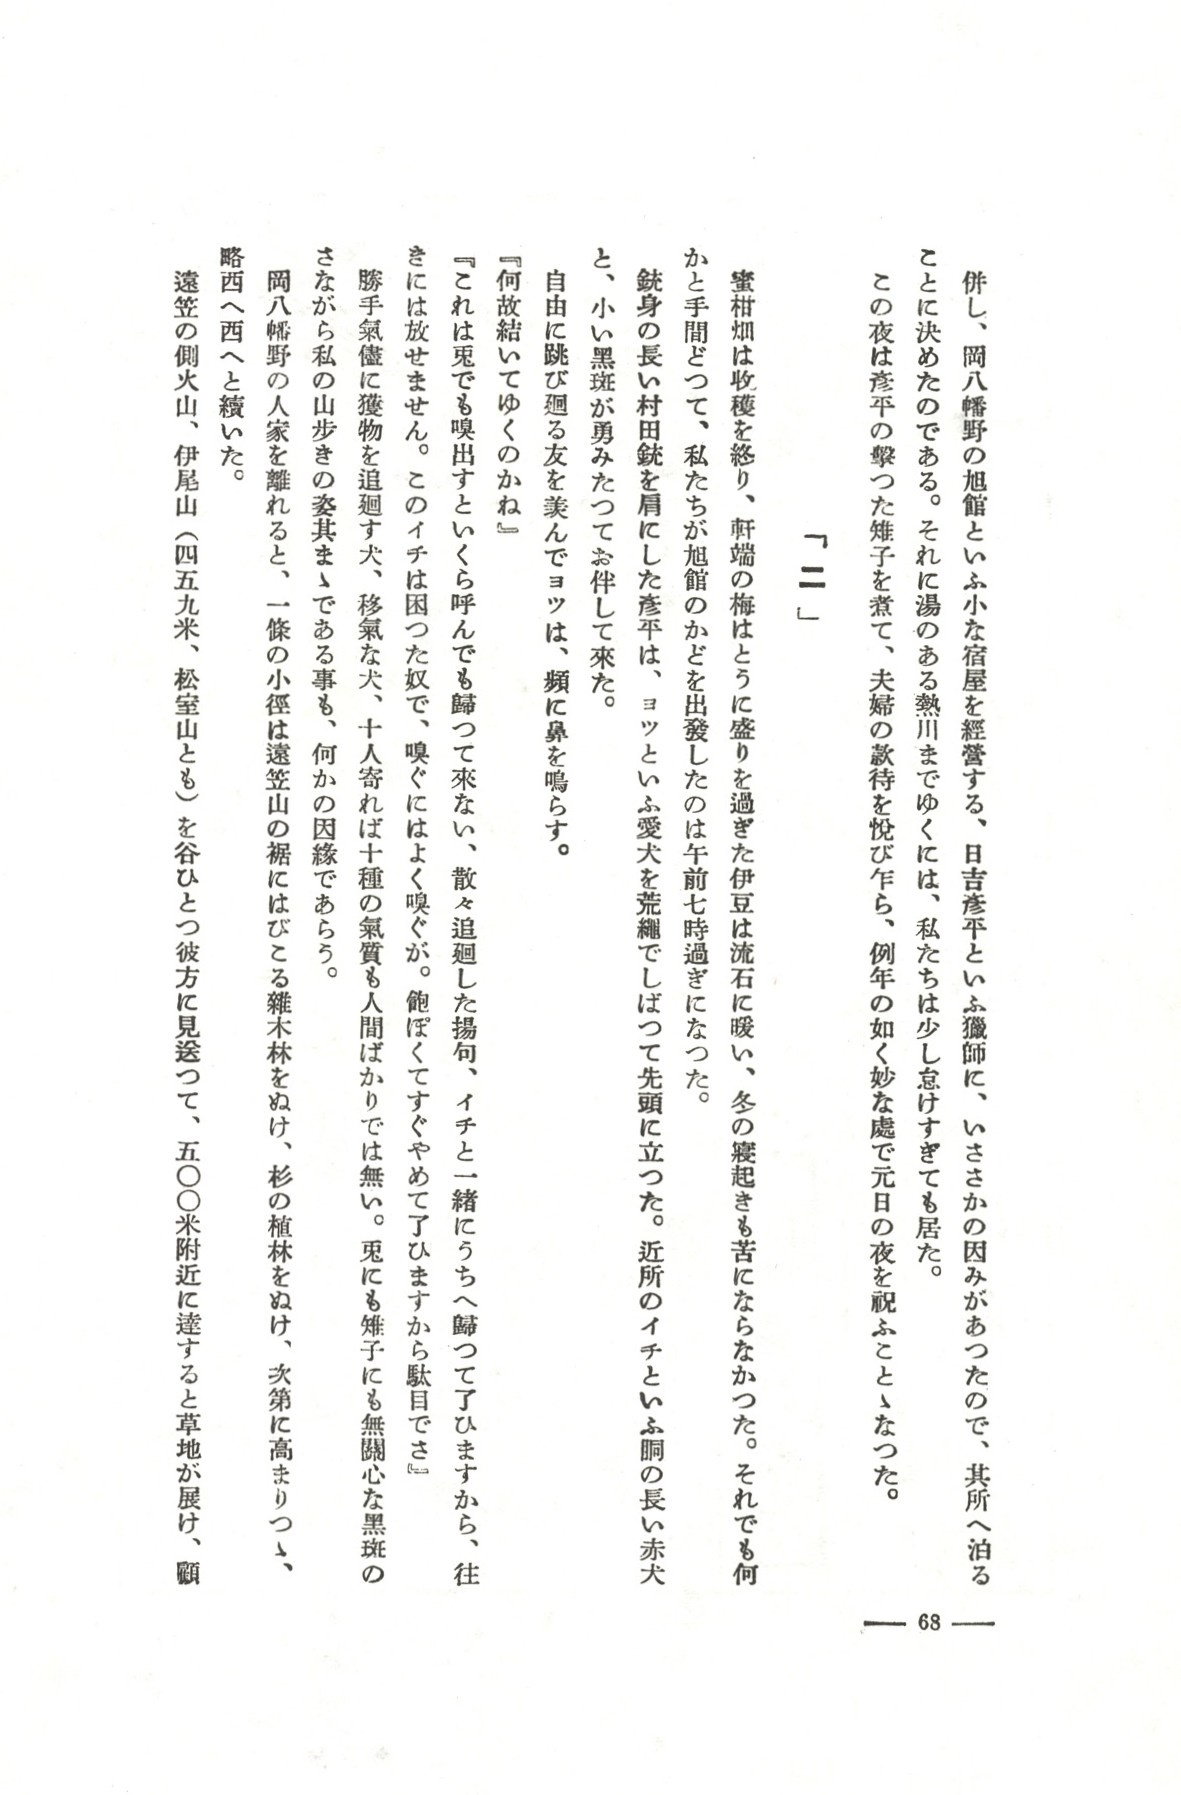 併し、岡八幡野の旭館といふ小な宿屋を經營する、日吉彥平といふ獵師に、いささかの因みがあつたので、其所へ泊る
ことに決めたのである。それに湯のある熱川までゆくには、私たちは少し怠けすぎても居た。
この夜は彥平の擊つた雉子を煮て、夫婦の款待を悅び乍ら、例年の如く妙な處で元日の夜を祝ふことゝなつた。
「二」
蜜柑畑は收穫を終り、軒端の梅はとうに盛りを過ぎた伊豆は流石に暖い、冬の寢起きも苦にならなかつた。それでも何
かと手間どつて、私たちが旭館のかどを出發したのは午前七時過ぎになつた。
銃身の長い村田銃を肩にした彥平は、ヨツといふ愛犬を荒繩でしばつて先頭に立つた。近所のイチといふ胴の長い赤犬
と、小い黑斑が勇みたつてお伴して來た。
自由に跳び廻る友を羨んでヨツは、頻に鼻を鳴らす。
『何故結いてゆくのかね』
『これは兎でも嗅出すといくら呼んでも歸つて來ない、散々追廻した揚句、イチと一緖にうちへ歸つて了ひますから、往
きには放せません。このイチは困つた奴で、嗅ぐにはよく嗅ぐが。飽ぽくてすぐやめて了ひますから駄目でさ』
勝手氣儘に獲物を追廻す犬、移氣な犬、十人寄れば十種の氣質も人間ばかりでは無い。兎にも雉子にも無關心な黑斑の
さながら私の山步きの姿其まゝである事も、何かの因緣であらう。
岡八幡野の人家を離れると、一條の小徑は遠笠山の裾にはびこる雜木林をぬけ、杉の植林をぬけ、次第に高まりつゝ、
略西へ西へと續いた。
遠笠の側火山、伊尾山（四五九米、松室山とも）を谷ひとつ彼方に見送つて、五〇〇米附近に達すると草地が展け、顧
68